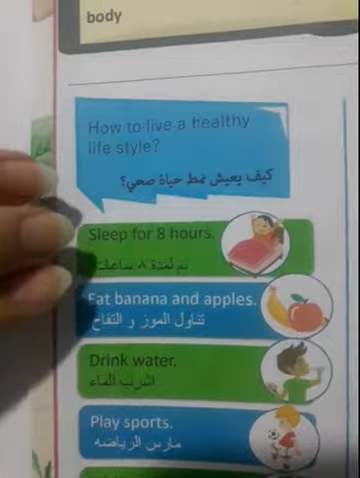 body
How to live a healthy
life style?
كيف يعيش نمط حياة صحي؟
Sleep for 8 hours.
نم لمدة ٨ ساعات
Eat banana and apples.
تناول الموز و التفاح
Drink water.
اشرب الماء
Play sports.
مارس الرياضه